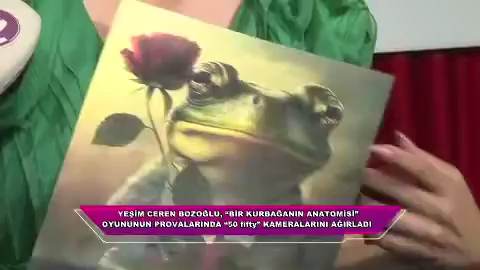 YEŞİM CEREN BOZOĞLU, “BİR KURBAĞANIN ANATOMİSİ”
OYUNUNUN PROVALARINDA “50 fifty” KAMERALARINI AĞIRLADI